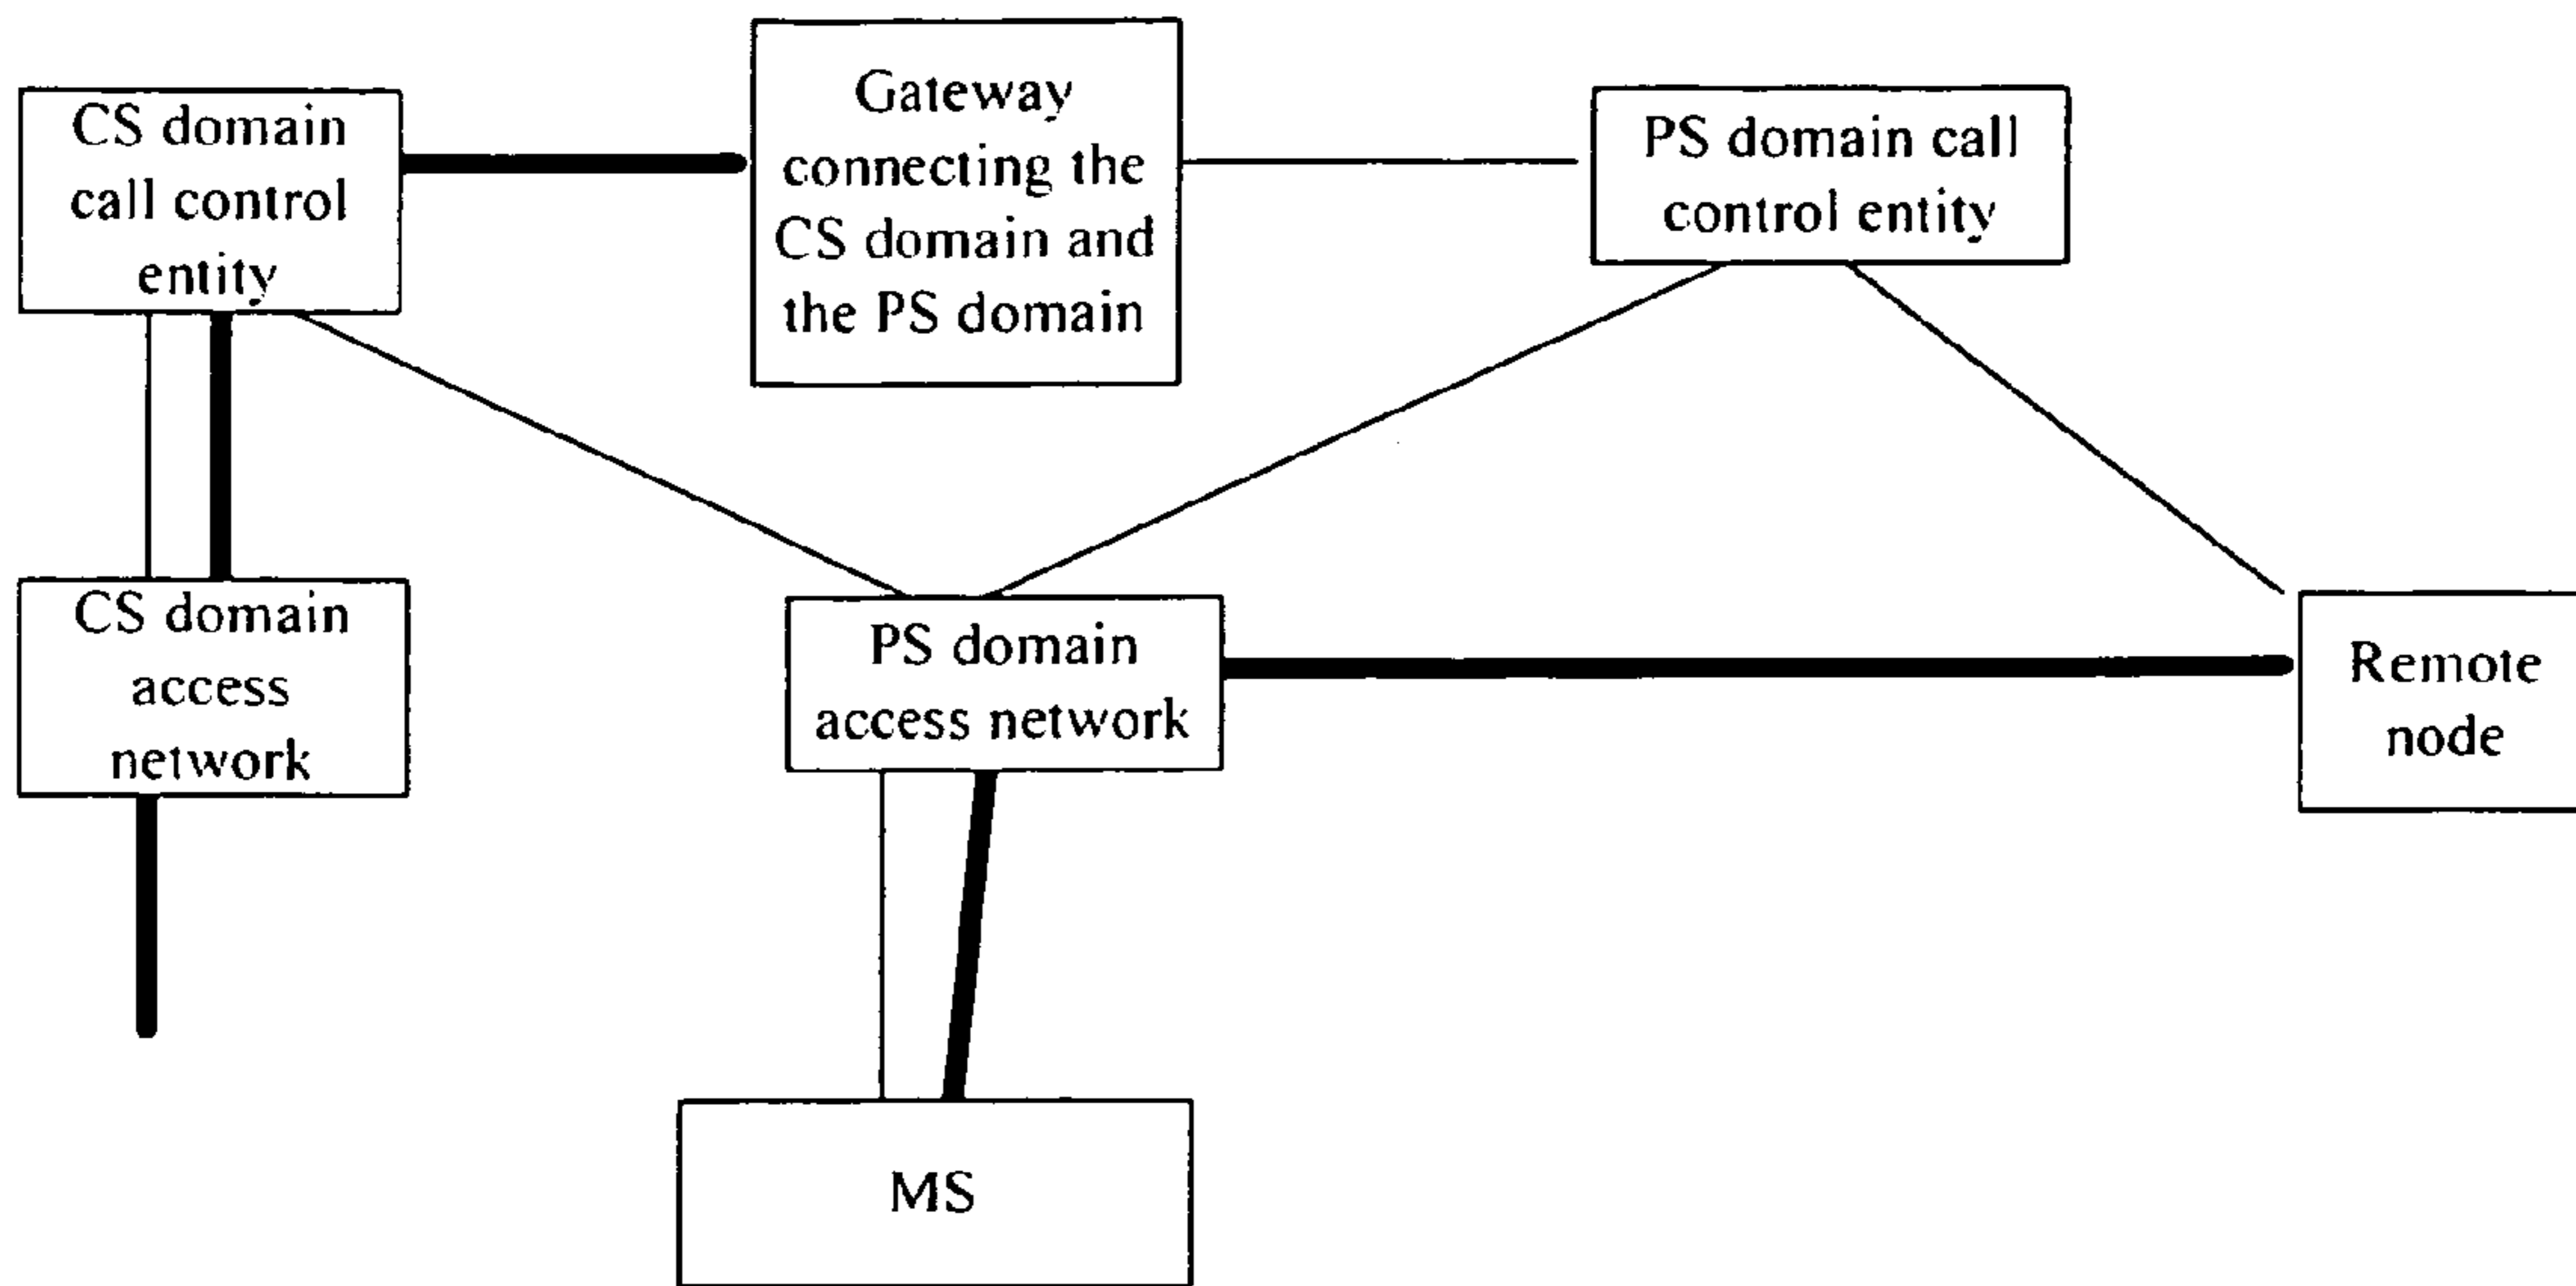 CS domain
call control
entity
Gateway
connecting the
CS domain and
the PS domain
PS domain call
control entity
CS domain
access
network
PS domain
access network
Remote
node
MS